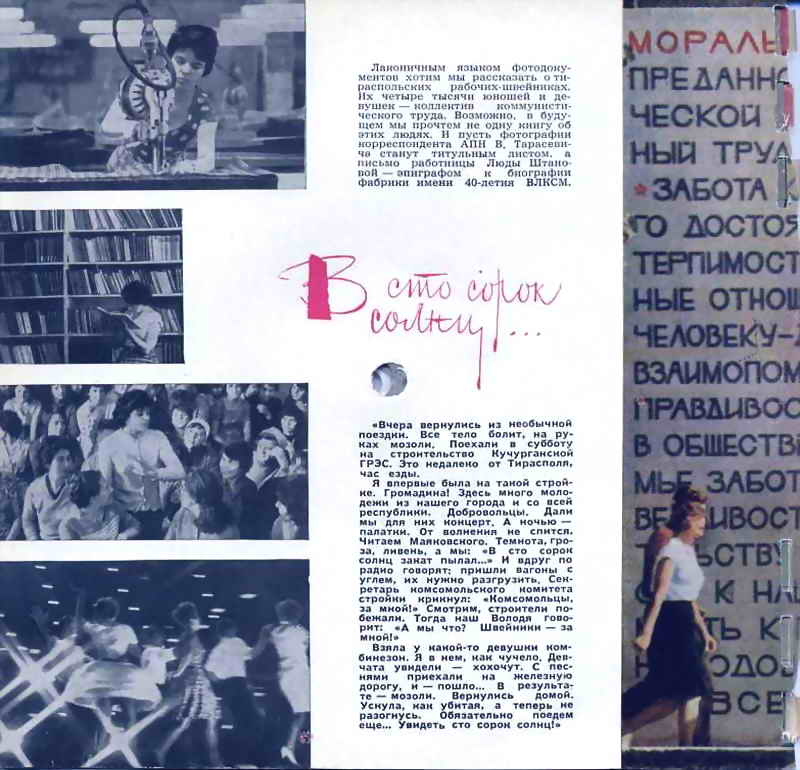 Лаконичным языком фотодоку-
ментов хотим мы рассказать о ти-
распольских рабочих-швейниках.
Их четыре тысячи юношей и де-
вушек — коллектив коммунисти-
ческого труда. Возможно, в буду-
щем мы прочтем не одну книгу об
этих людях. И пусть фотографии
корреспондента АПН В. Тарасеви-
ча станут титульным листом, а
письмо работницы Люды Штано-
вой — эпиграфом к биографии
фабрики имени 40-летия ВЛКСМ.
В сто сорок
солнц...
«Вчера вернулись из необычной
поездки. Все тело болит, на ру-
ках мозоли. Поехали в субботу
на строительство Кучурганской
ГРЭС. Это недалено от Тирасполя,
час езды.
Я впервые была на такой строй-
ке. Громадина! Здесь много моло-
дежи из нашего города и со всей
республики. Добровольцы. Дали
мы для них концерт. А ночью —
палатки. От волнения не спится.
Читаем Маяковского. Темнота, гро-
за, ливень, а мы: «В сто сорок
солнц закат пылал...» И вдруг по
радио говорят: пришли вагоны с
углем, их нужно разгрузить. Сек-
ретарь комсомольского комитета
стройки крикнул: «Комсомольцы,
за мной!» Смотрим, строители по-
бежали. Тогда наш Володя гово-
рит: «А мы что? Швейники — за
мной!»
Взяла у какой-то девушки ком-
бинезон. Я в нем, как чучело. Дев-
чата увидели — хохочут. С пес-
нями приехали на железную
дорогу, и — пошло... В результа-
те — мозоли. Вернулись домой.
Уснула, как убитая, а теперь не
разогнусь. Обязательно поедем
еще... Увидеть сто сорок солнц!»
МОРАЛЬ
ПРЕДАНН
ЧЕСКОЙ
НЫЙ ТРУД
ЗАБОТА К
ГО ДОСТОЯ
ТЕРПИМОСТ
НЫЕ ОТНОШ
ЧЕЛОВЕКУ—
ВЗАИМОПОМ
ПРАВДИВОС
В ОБЩЕСТВЕ
МЬЕ ЗАБОТ
ВЕ ЛИВОСТ
ЬСТВУ
К НА
ТЬ К
ОДО
ВСЕ